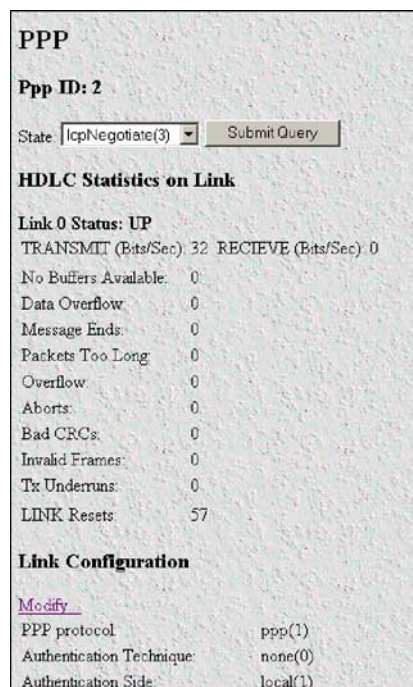 PPP
Ppp ID: 2
State: lcpNegotiate(3) Submit Query
HDLC Statistics on Link
Link 0 Status: UP
TRANSMIT (Bits/Sec): 32 RECIEVE (Bits/Sec): 0
No Buffers Available: 0
Data Overflow: 0
Message Ends: 0
Packets Too Long: 0
Overflow: 0
Aborts: 0
Bad CRCs: 0
Invalid Frames: 0
Tx Underruns: 0
LINK Resets: 57
Link Configuration
Modify...
PPP protocol: ppp(1)
Authentication Technique: none(0)
Authentication Side: local(1)